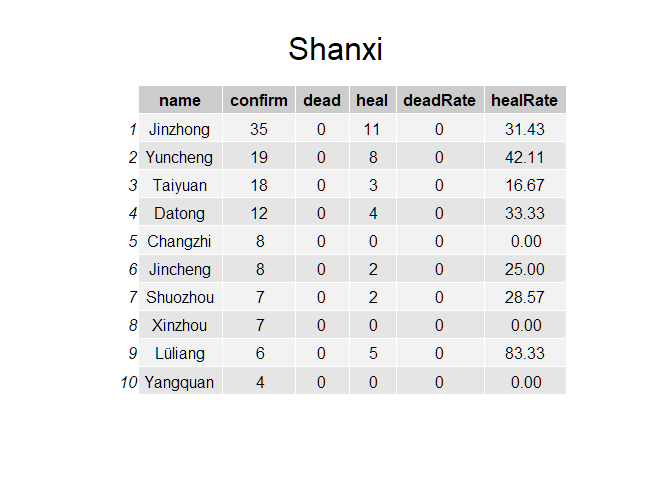 Shanxi
name confirm dead heal deadRate healRate
1 Jinzhong 35 0 11 0 31.43
2 Yuncheng 19 0 8 0 42.11
3 Taiyuan 18 0 3 0 16.67
4 Datong 12 0 4 0 33.33
5 Changzhi 8 0 0 0 0.00
6 Jincheng 8 0 2 0 25.00
7 Shuozhou 7 0 2 0 28.57
8 Xinzhou 7 0 0 0 0.00
9 Lüliang 6 0 5 0 83.33
10 Yangquan 4 0 0 0 0.00